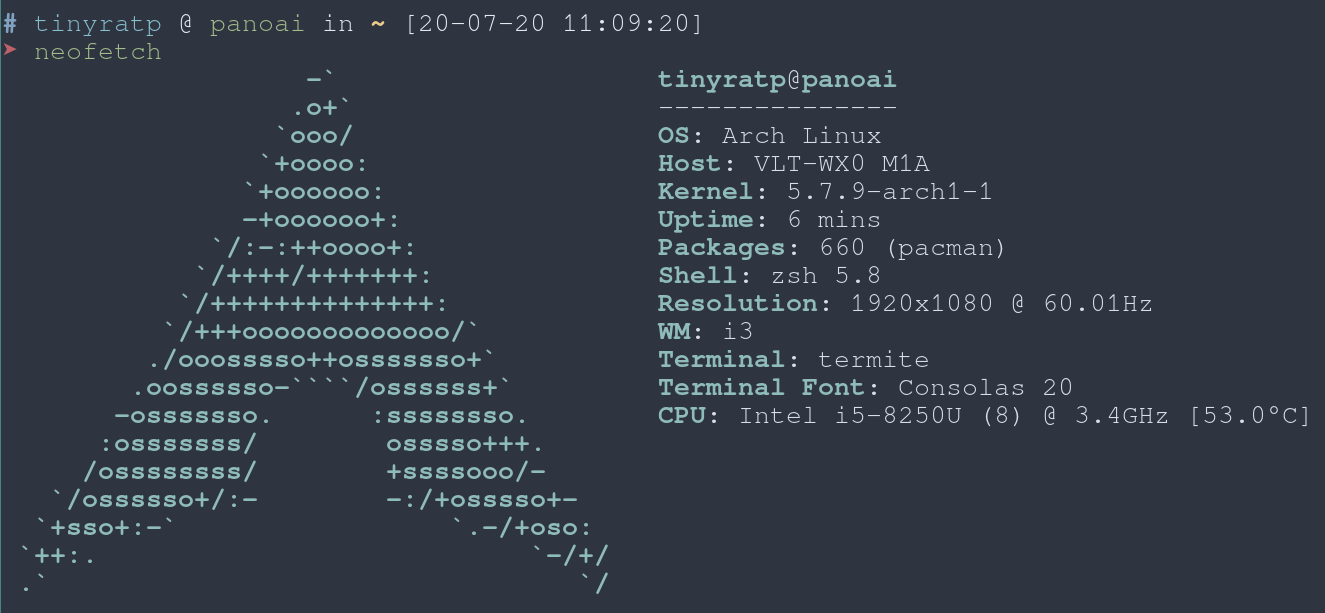 # tinyratp @ panoai in ~ [20-07-20 11:09:20]
➤ neofetch
                  -`                    tinyratp@panoai
                 .o+`                   ---------------
                `ooo/                   OS: Arch Linux
               `+oooo:                  Host: VLT-WX0 M1A
              `+oooooo:                 Kernel: 5.7.9-arch1-1
              -+oooooo+:                Uptime: 6 mins
            `/:-:++oooo+:               Packages: 660 (pacman)
           `/++++/+++++++:              Shell: zsh 5.8
          `/++++++++++++++:             Resolution: 1920x1080 @ 60.01Hz
         `/+++ooooooooooooo/`           WM: i3
        ./ooosssso++osssssso+`          Terminal: termite
       .oossssso-````/ossssss+`         Terminal Font: Consolas 20
      -osssssso.      :ssssssso.        CPU: Intel i5-8250U (8) @ 3.4GHz [53.0°C]
     :osssssss/        osssso+++.
    /ossssssss/        +ssssooo/-
  `/ossssso+/:-        -:/+osssso+-
 `+sso+:-`                 `.-/+oso:
`++:.                           `-/+/
.`                                 `/